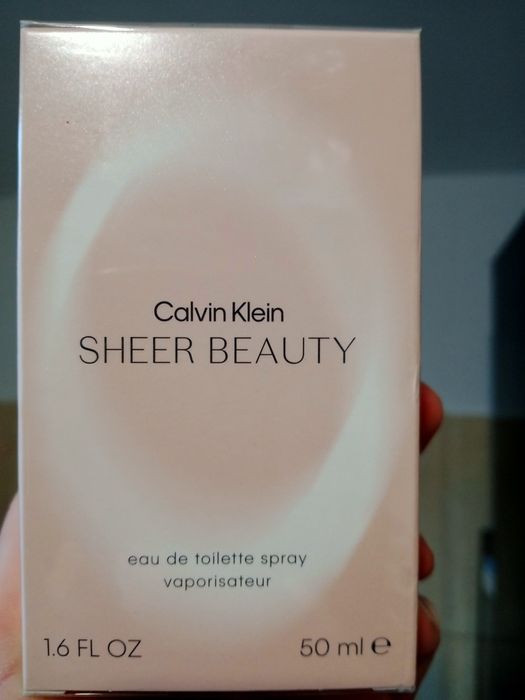 Calvin Klein
SHEER BEAUTY
eau de toilette spray
vaporisateur
1.6 FL OZ 50 ml ℮